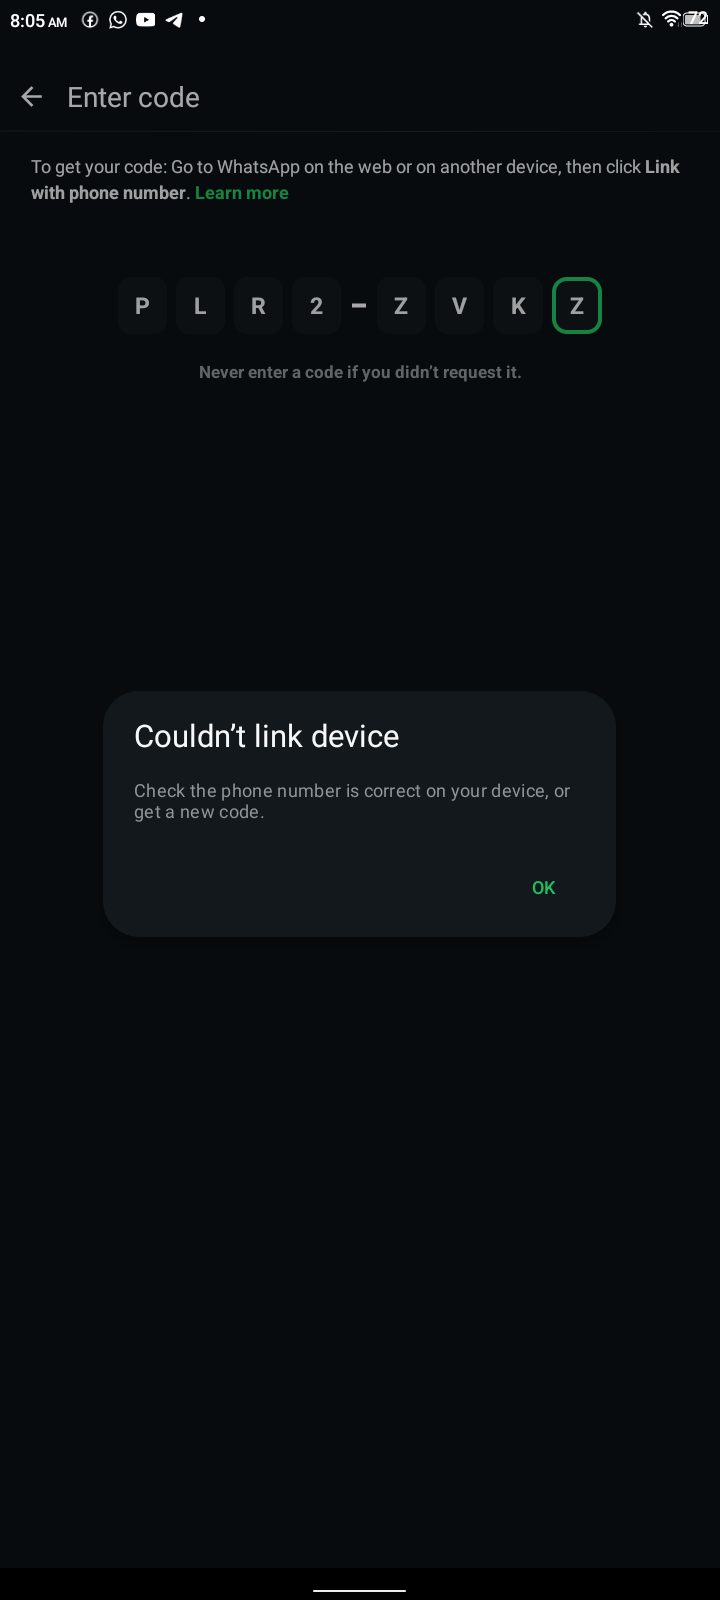 8:05 AM 72
Enter code
To get your code: Go to WhatsApp on the web or on another device, then click Link
with phone number. Learn more
P L R 2 – Z V K Z
Never enter a code if you didn’t request it.
Couldn’t link device
Check the phone number is correct on your device, or
get a new code.
OK